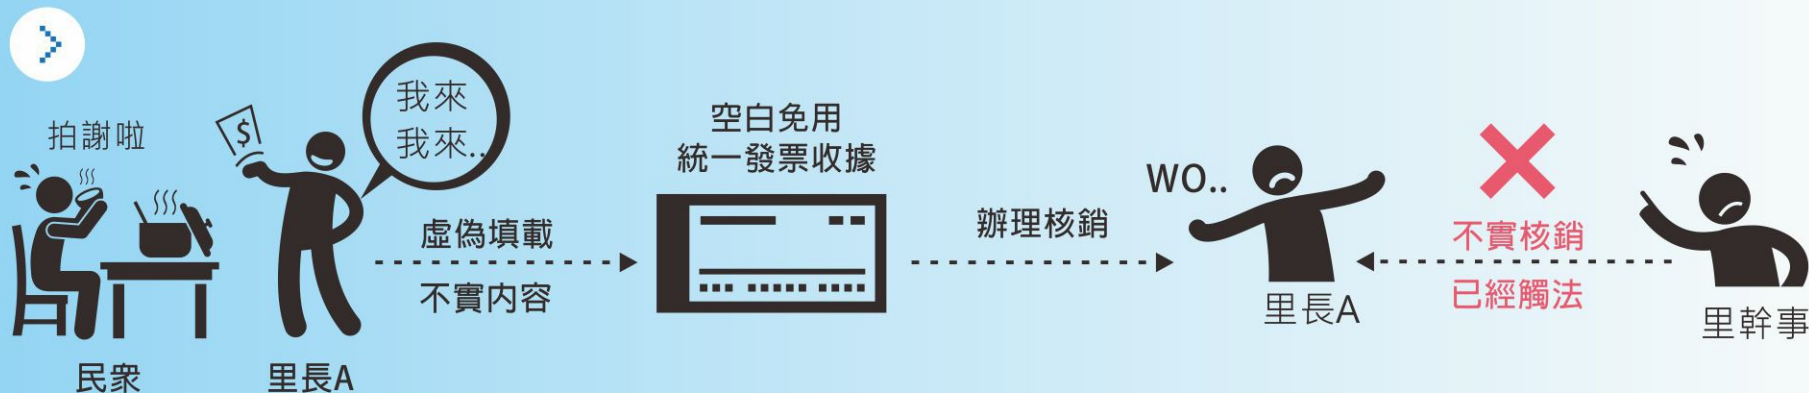 拍謝啦
我來
我來..
$
民眾
里長A
虛偽填載
不實內容
空白免用
統一發票收據
辦理核銷
WO..
里長A
不實核銷
已經觸法
里幹事